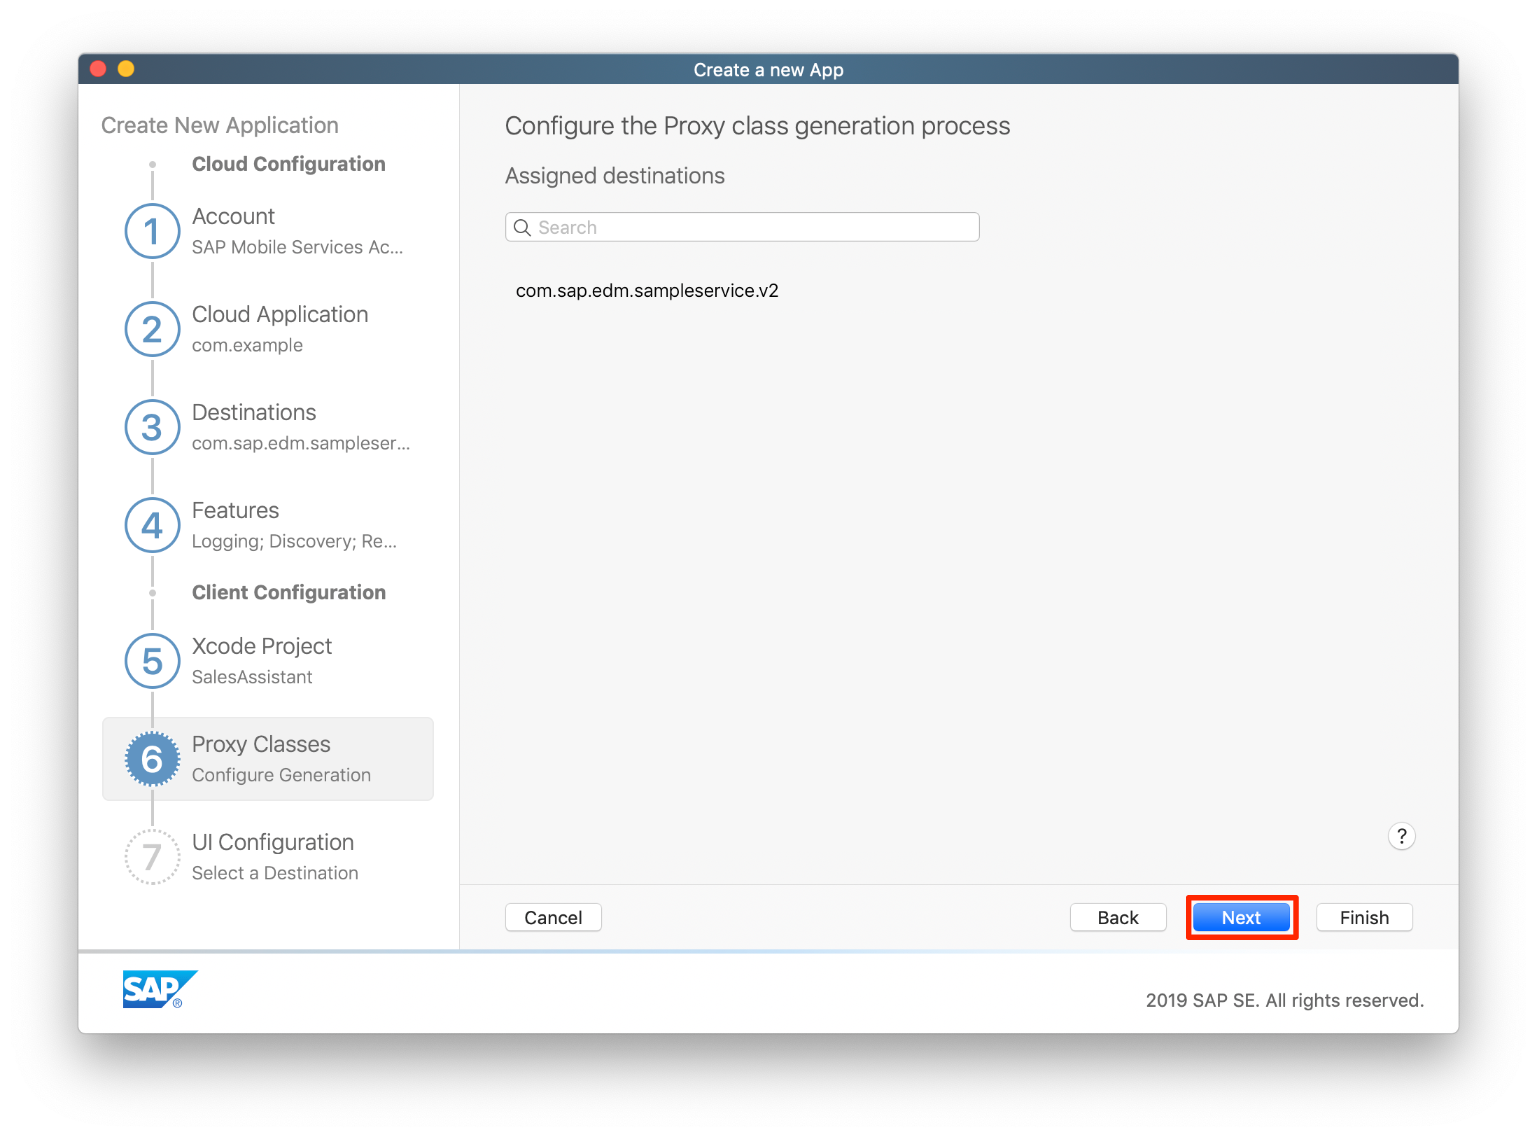 Create a new App
Create New Application
Cloud Configuration
1
Account
SAP Mobile Services Ac...
2
Cloud Application
com.example
3
Destinations
com.sap.edm.sampleser...
4
Features
Logging; Discovery; Re...
Client Configuration
5
Xcode Project
SalesAssistant
6
Proxy Classes
Configure Generation
7
UI Configuration
Select a Destination
Configure the Proxy class generation process
Assigned destinations
Search
com.sap.edm.sampleservice.v2
?
Cancel
Back
Next
Finish
SAP®
2019 SAP SE. All rights reserved.